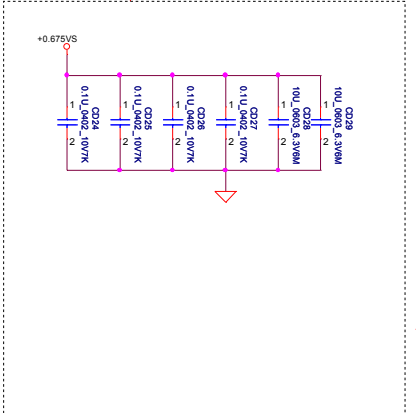 +0.675VS
1
2
CD24
0.1U_0402_10V7K
1
2
CD25
0.1U_0402_10V7K
1
2
CD26
0.1U_0402_10V7K
1
2
CD27
0.1U_0402_10V7K
1
2
CD28
10U_0603_6.3V6M
1
2
CD29
10U_0603_6.3V6M